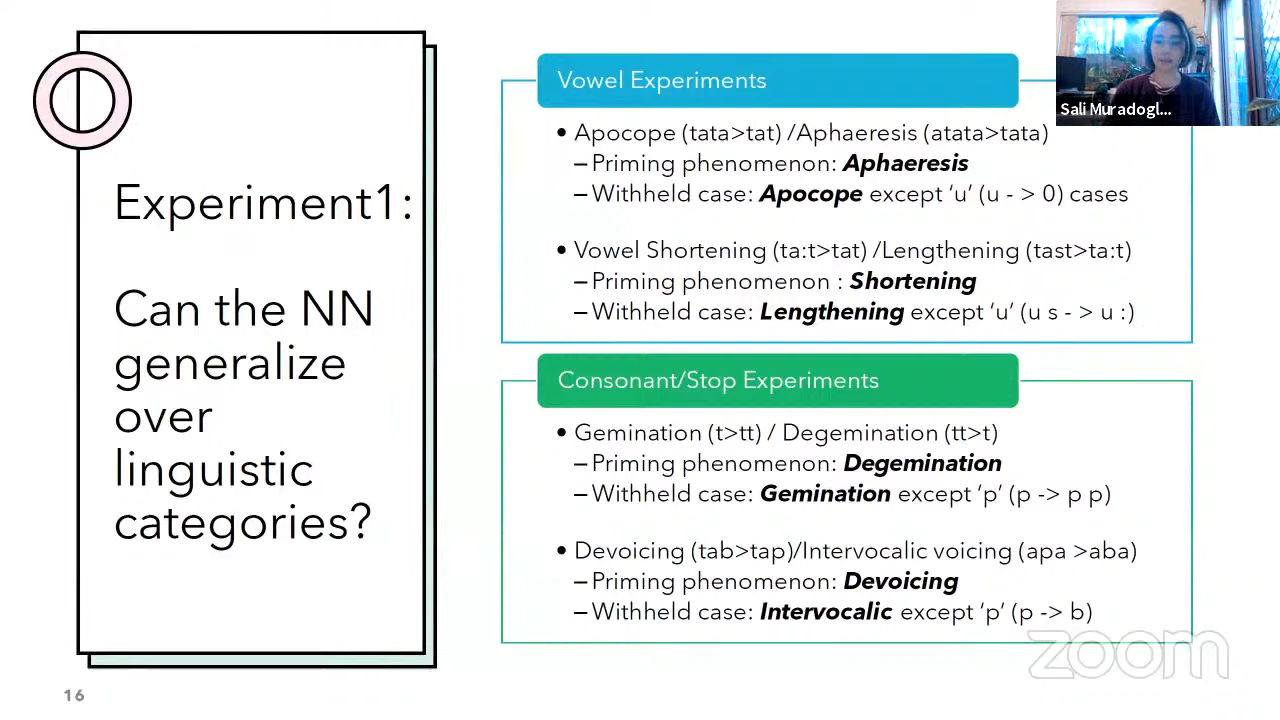 Experiment1:
Can the NN
generalize
over
linguistic
categories?
Vowel Experiments
• Apocope (tata>tat) /Aphaeresis (atata>tata)
– Priming phenomenon: Aphaeresis
– Withheld case: Apocope except ‘u’ (u - > 0) cases
• Vowel Shortening (ta:t>tat) /Lengthening (tast>ta:t)
– Priming phenomenon : Shortening
– Withheld case: Lengthening except ‘u’ (u s - > u :)
Consonant/Stop Experiments
• Gemination (t>tt) / Degemination (tt>t)
– Priming phenomenon: Degemination
– Withheld case: Gemination except ‘p’ (p -> p p)
• Devoicing (tab>tap)/Intervocalic voicing (apa >aba)
– Priming phenomenon: Devoicing
– Withheld case: Intervocalic except ‘p’ (p -> b)
Sali Muradogl...
zoom
16